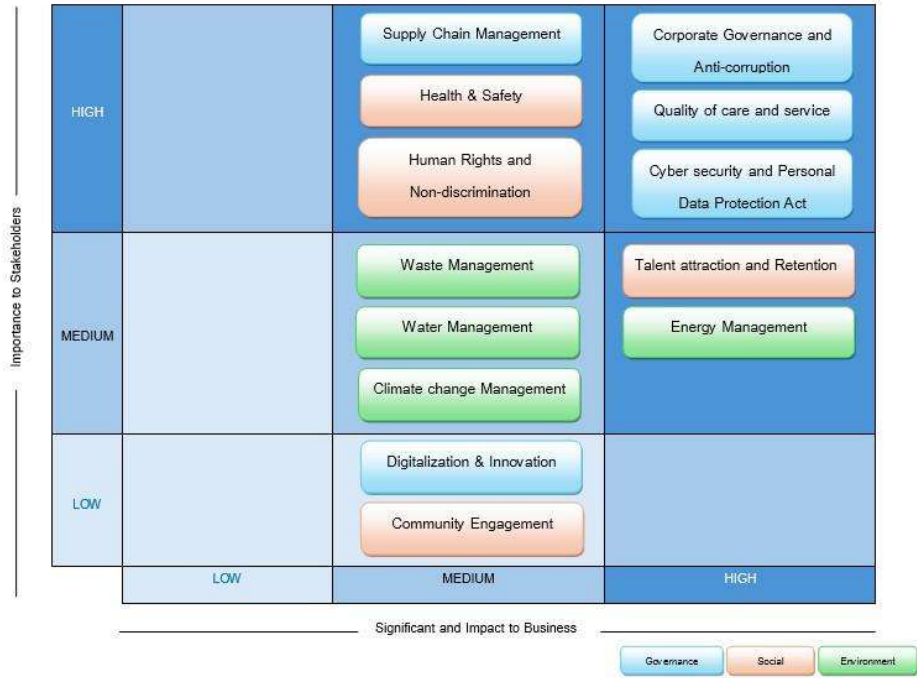 Importance to Stakeholders
HIGH
Supply Chain Management
Health & Safety
Human Rights and
Non-discrimination
Corporate Governance and
Anti-corruption
Quality of care and service
Cyber security and Personal
Data Protection Act
MEDIUM
Waste Management
Water Management
Climate change Management
Talent attraction and Retention
Energy Management
LOW
Digitalization & Innovation
Community Engagement
LOW
MEDIUM
HIGH
Significant and Impact to Business
Governance
Social
Environment